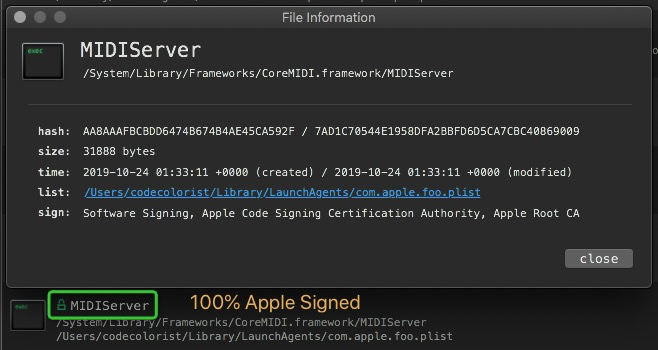 File Information
exec
MIDIServer
/System/Library/Frameworks/CoreMIDI.framework/MIDIServer
hash: AA8AAAFBCBDD6474B674B4AE45CA592F / 7AD1C70544E1958DFA2BBFD6D5CA7CBC40869009
size: 31888 bytes
time: 2019-10-24 01:33:11 +0000 (created) / 2019-10-24 01:33:11 +0000 (modified)
list: /Users/codecolorist/Library/LaunchAgents/com.apple.foo.plist
sign: Software Signing, Apple Code Signing Certification Authority, Apple Root CA
close
exec
MIDIServer 100% Apple Signed
/System/Library/Frameworks/CoreMIDI.framework/MIDIServer
/Users/codecolorist/Library/LaunchAgents/com.apple.foo.plist